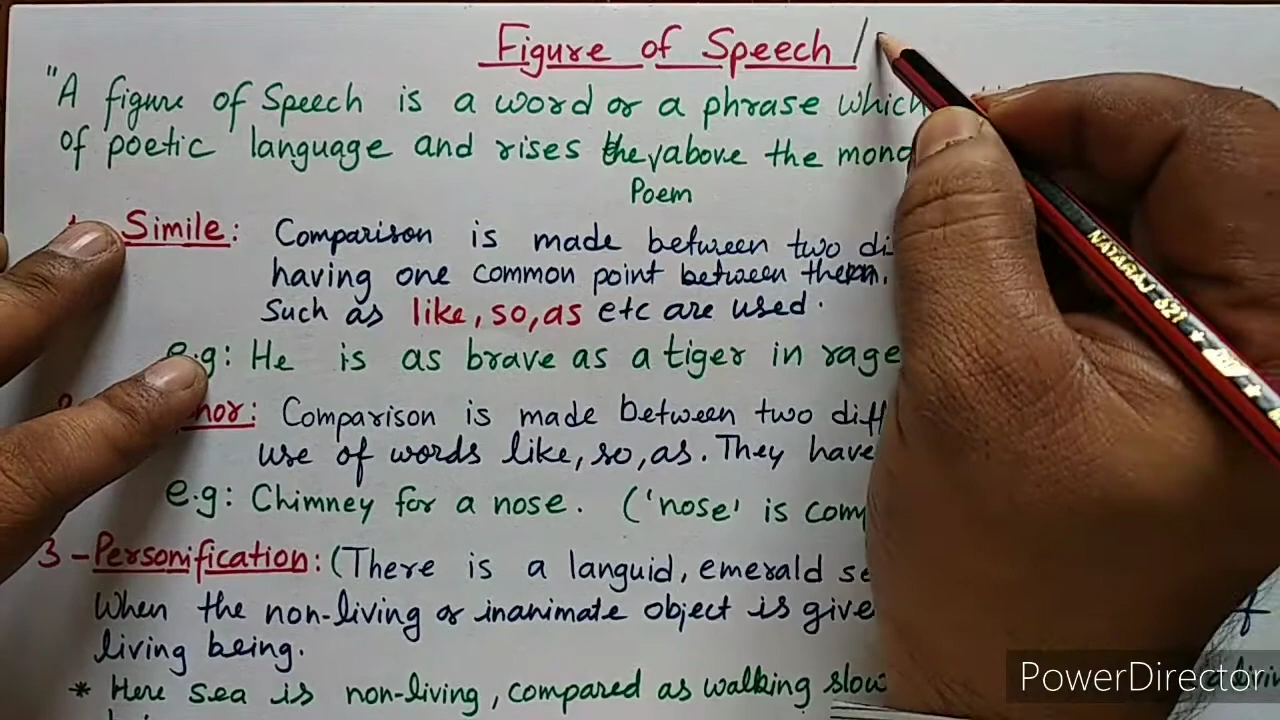 Figure of Speech /
"A figure of Speech is a word or a phrase which
of poetic language and rises the above the
Poem
Simile: Comparison is made between two
having one common point between them.
Such as like, so, as etc are used.
e.g: He is as brave as a tiger in rage
Comparison is made between two
use of words like, so, as. They have
e.g: Chimney for a nose. ('nose' is
3-Personification: (There is a languid, emerald
When the non-living or inanimate object is
living being.
* Here sea is non-living, compared as walking slow
NATARAJ 621
PowerDirector